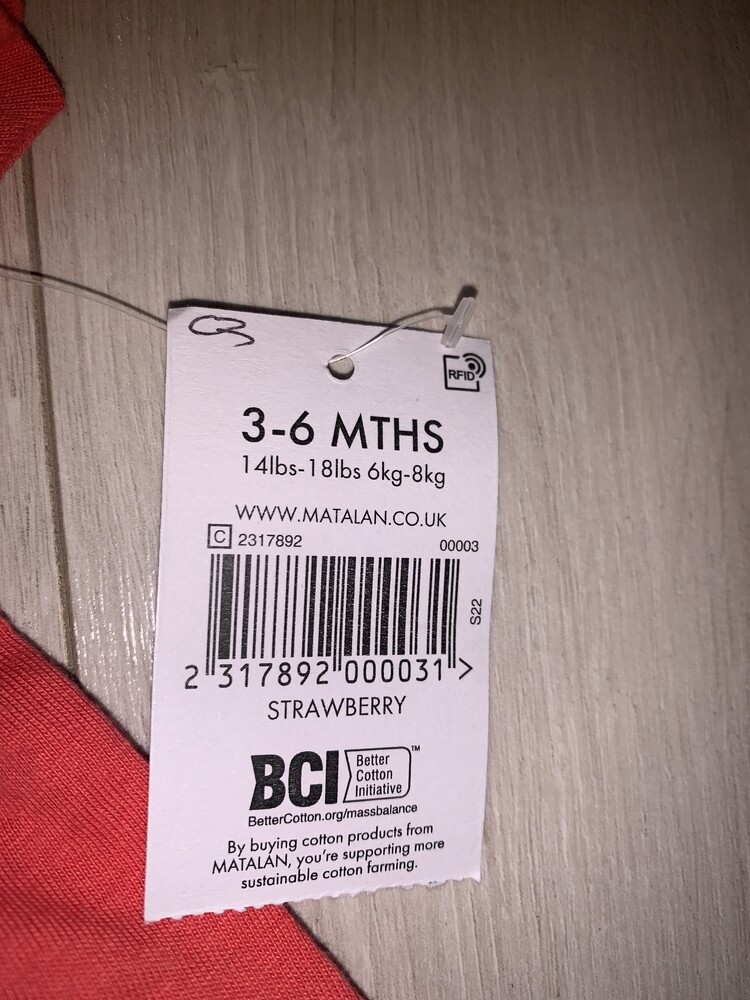 RFID
3-6 MTHS
14lbs-18lbs 6kg-8kg
WWW.MATALAN.CO.UK
C 2317892 00003
S22
2 317892 000031 >
STRAWBERRY
BCI Better
Cotton
Initiative™
BetterCotton.org/massbalance
By buying cotton products from
MATALAN, you're supporting more
sustainable cotton farming.